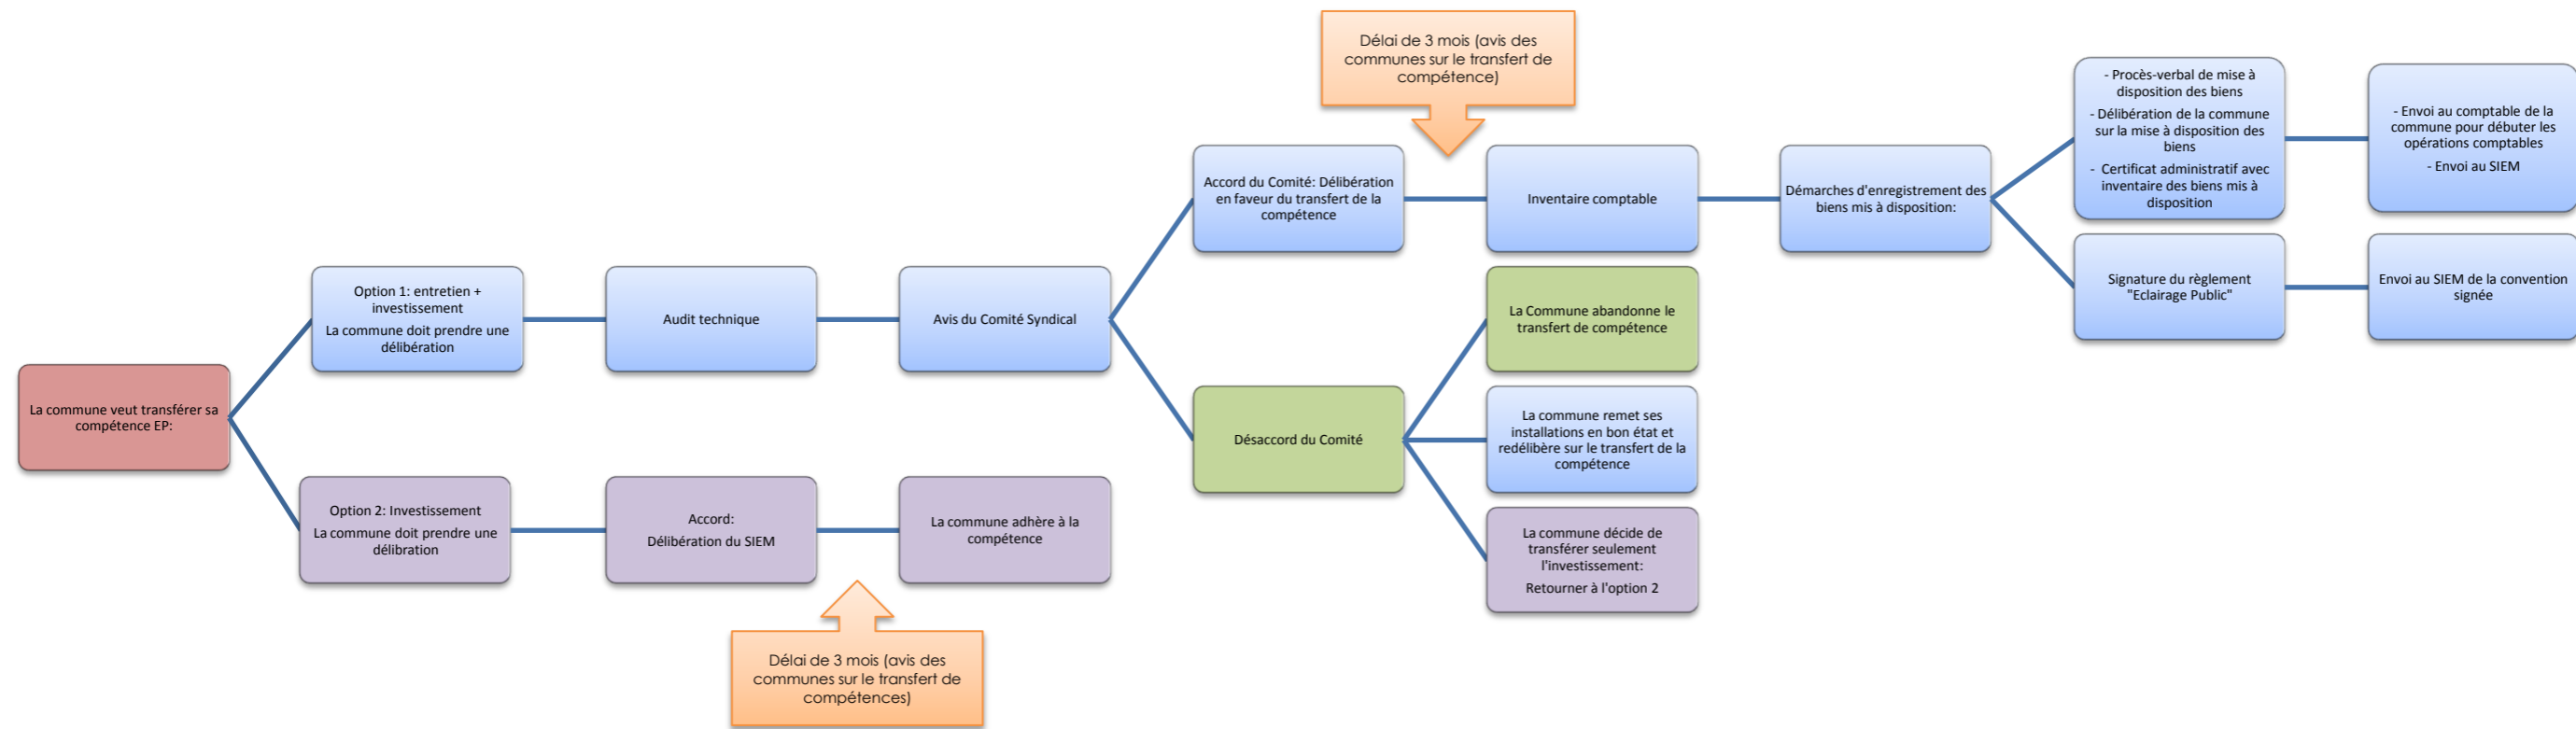 La commune veut transférer sa
compétence EP:
Option 1: entretien +
investissement
La commune doit prendre une
délibération
Audit technique
Avis du Comité Syndical
Accord du Comité: Délibération
en faveur du transfert de la
compétence
Délai de 3 mois (avis des
communes sur le transfert de
compétence)
Inventaire comptable
Démarches d'enregistrement des
biens mis à disposition:
- Procès-verbal de mise à
disposition des biens
- Délibération de la commune
sur la mise à disposition des
biens
- Certificat administratif avec
inventaire des biens mis à
disposition
- Envoi au comptable de la
commune pour débuter les
opérations comptables
- Envoi au SIEM
Signature du règlement
"Eclairage Public"
Envoi au SIEM de la convention
signée
Désaccord du Comité
La Commune abandonne le
transfert de compétence
La commune remet ses
installations en bon état et
redélibère sur le transfert de la
compétence
La commune décide de
transférer seulement
l'investissement:
Retourner à l'option 2
Option 2: Investissement
La commune doit prendre une
délibration
Accord:
Délibération du SIEM
La commune adhère à la
compétence
Délai de 3 mois (avis des
communes sur le transfert de
compétences)